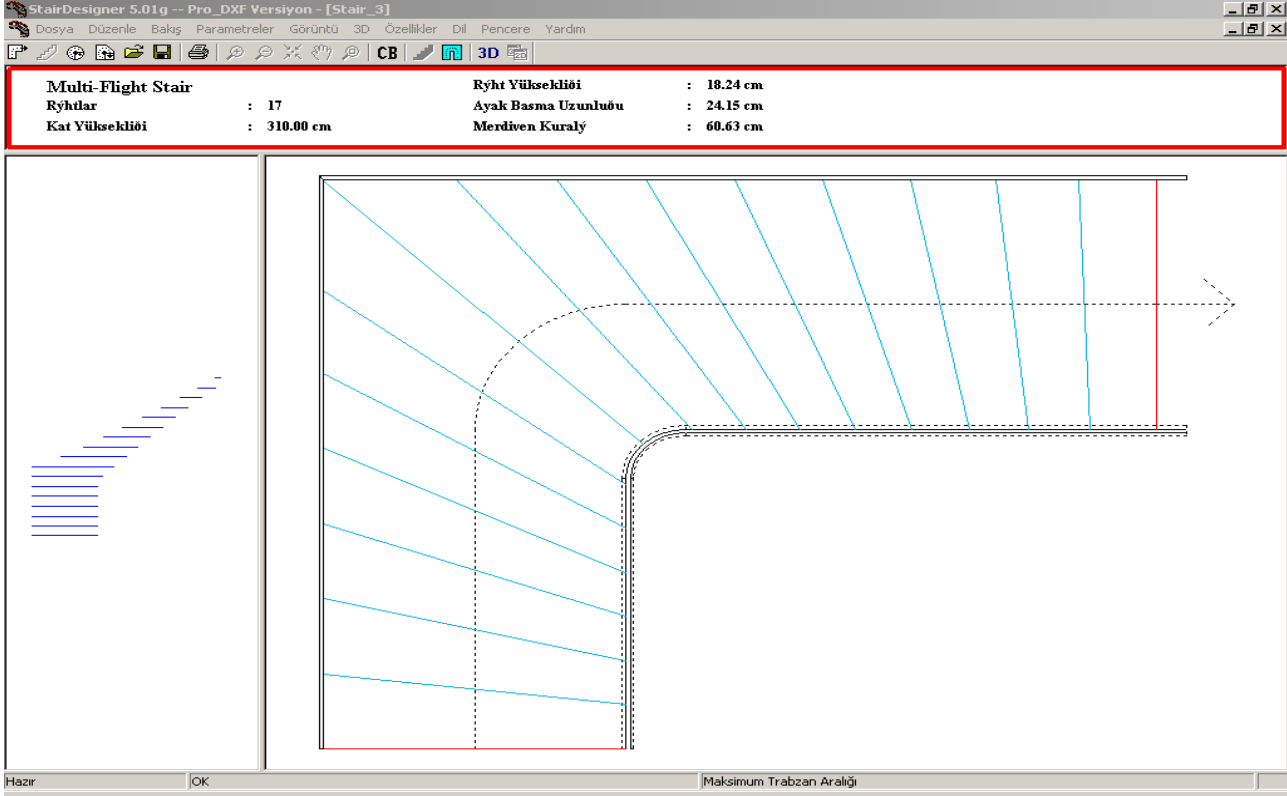 StairDesigner 5.01g -- Pro_DXF Versiyon - [Stair_3]
Dosya Düzenle Bakış Parametreler Görüntü 3D Özellikler Dil Pencere Yardım
CB 3D
Multi-Flight Stair
Rýhtlar : 17
Kat Yüksekliði : 310.00 cm
Rýht Yüksekliði : 18.24 cm
Ayak Basma Uzunluðu : 24.15 cm
Merdiven Kuralý : 60.63 cm
Hazır OK Maksimum Trabzan Aralığı